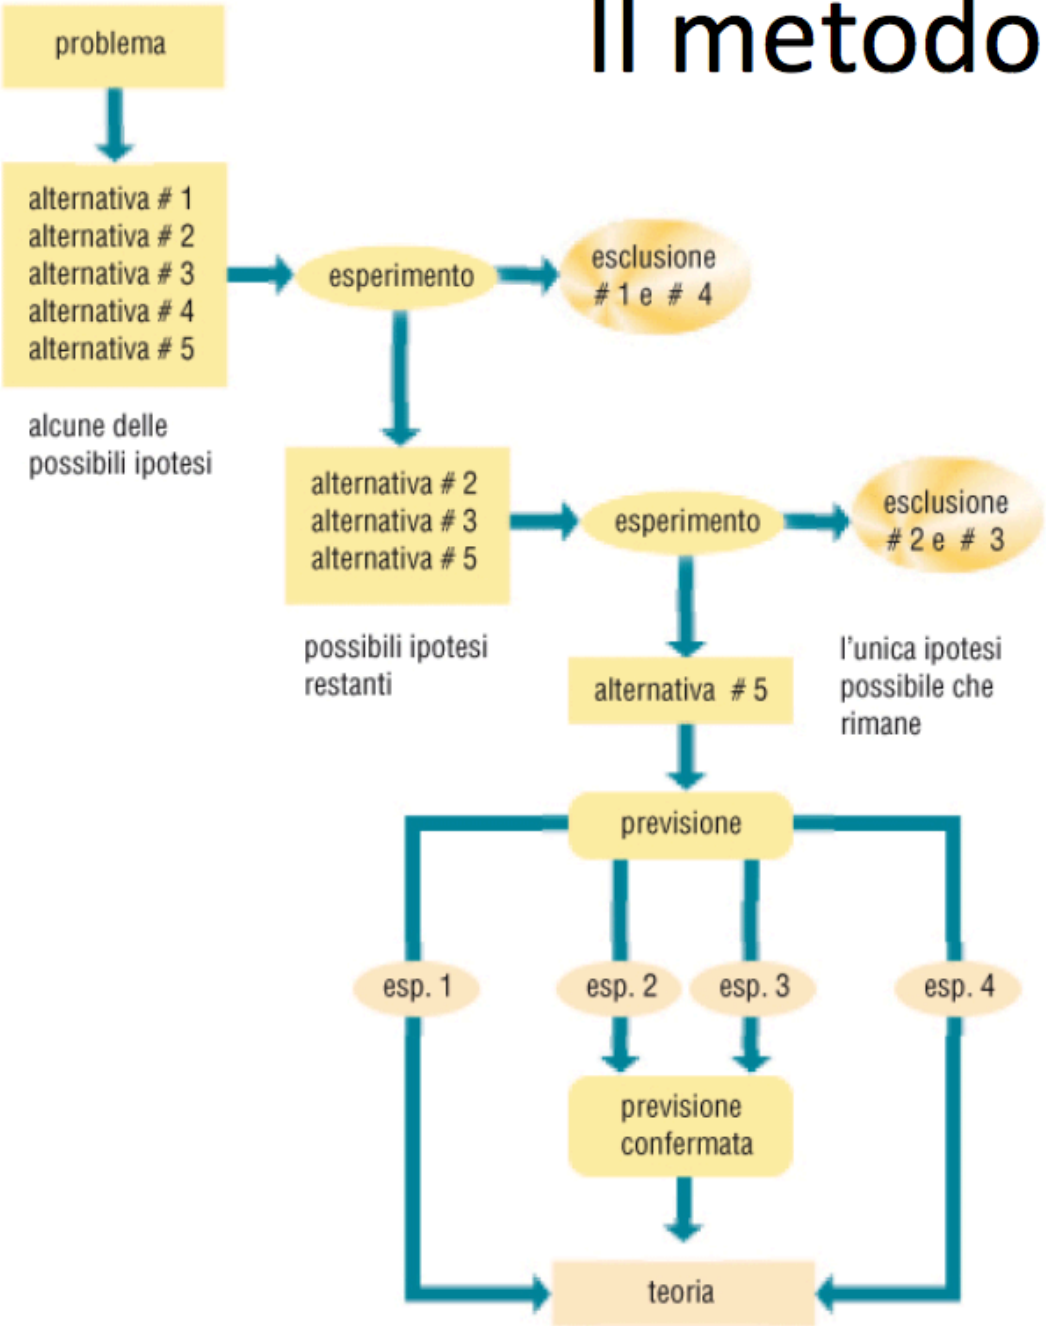 Il metodo
problema
alternativa # 1
alternativa # 2
alternativa # 3
alternativa # 4
alternativa # 5
alcune delle
possibili ipotesi
esperimento
esclusione
# 1 e # 4
alternativa # 2
alternativa # 3
alternativa # 5
possibili ipotesi
restanti
esperimento
esclusione
# 2 e # 3
l'unica ipotesi
possibile che
rimane
alternativa # 5
previsione
esp. 1
esp. 2
esp. 3
esp. 4
previsione
confermata
teoria